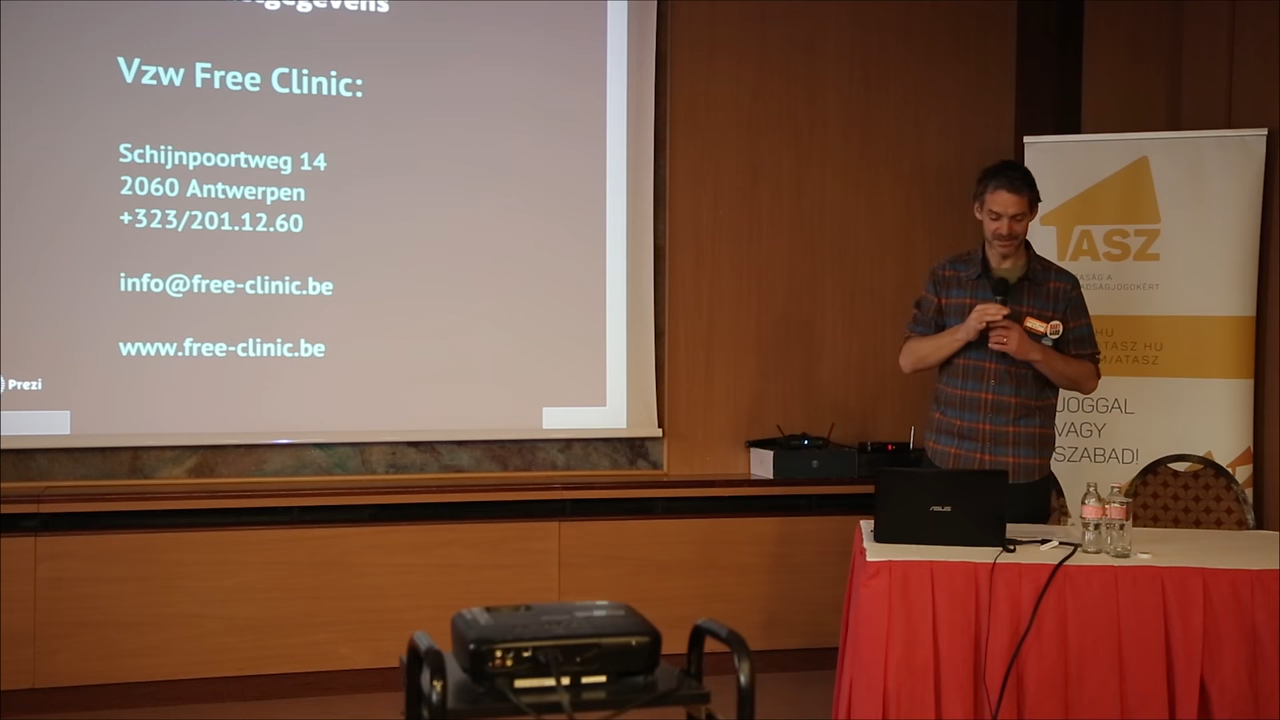 Vzw Free Clinic:
Schijnpoortweg 14
2060 Antwerpen
+323/201.12.60
info@free-clinic.be
www.free-clinic.be
Prezi
TASZ
JOGGAL
VAGY
SZABAD!
ASUS